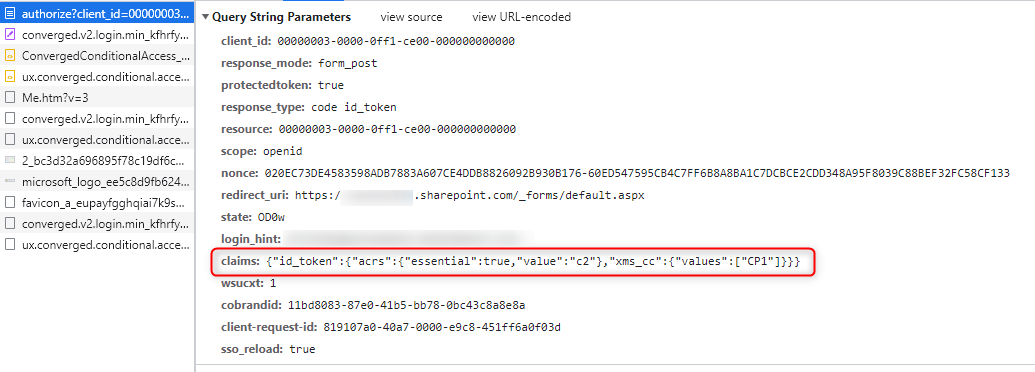 authorize?client_id=00000003...
converged.v2.login.min_kfhrfy...
ConvergedConditionalAccess_...
ux.converged.conditional.acce...
Me.htm?v=3
converged.v2.login.min_kfhrfy...
ux.converged.conditional.acce...
2_bc3d32a696895f78c19df6c...
microsoft_logo_ee5c8d9fb624...
favicon_a_eupayfgghqiai7k9s...
converged.v2.login.min_kfhrfy...
ux.converged.conditional.acce...
Query String Parameters view source view URL-encoded
client_id: 00000003-0000-0ff1-ce00-000000000000
response_mode: form_post
protectedtoken: true
response_type: code id_token
resource: 00000003-0000-0ff1-ce00-000000000000
scope: openid
nonce: 020EC73DE4583598ADB7883A607CE4DDB8826092B930B176-60ED547595CB4C7FF6B8A8BA1C7DCBCE2CDD348A95F8039C88BEF32FC58CF133
redirect_uri: https:/ .sharepoint.com/_forms/default.aspx
state: OD0w
login_hint:
claims: {"id_token":{"acrs":{"essential":true,"value":"c2"},"xms_cc":{"values":["CP1"]}}}
wsucxt: 1
cobrandid: 11bd8083-87e0-41b5-bb78-0bc43c8a8e8a
client-request-id: 819107a0-40a7-0000-e9c8-451ff6a0f03d
sso_reload: true